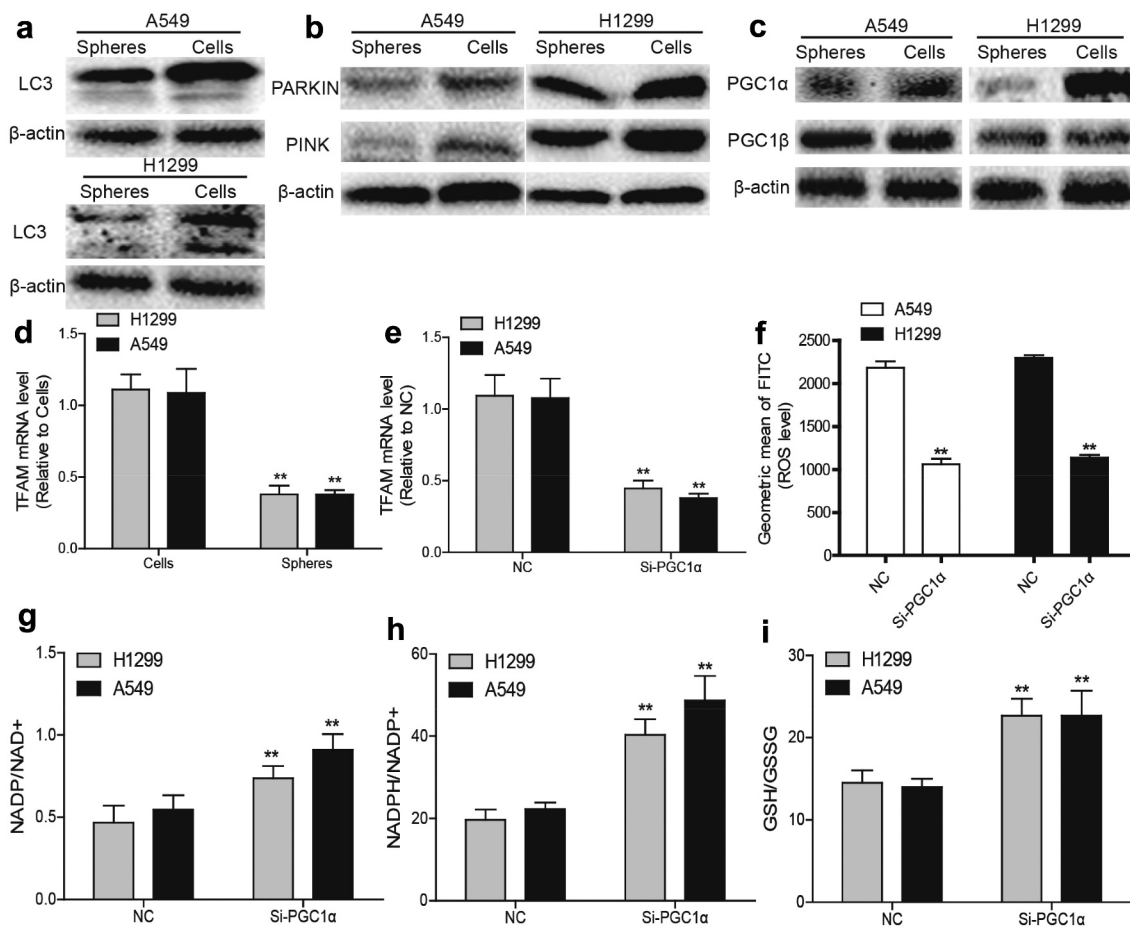 a
A549
Spheres Cells
LC3
β-actin
H1299
Spheres Cells
LC3
β-actin
b
A549 H1299
Spheres Cells Spheres Cells
PARKIN
PINK
β-actin
c
A549 H1299
Spheres Cells Spheres Cells
PGC1α
PGC1β
β-actin
d
H1299
A549
TFAM mRNA level
(Relative to Cells)
1.5
1.0
0.5
0.0
** **
Cells Spheres
e
H1299
A549
TFAM mRNA level
(Relative to NC)
1.5
1.0
0.5
0.0
** **
NC Si-PGC1α
f
A549
H1299
Geometric mean of FITC
(ROS level)
2500
2000
1500
1000
500
0
** **
NC Si-PGC1α NC Si-PGC1α
g
H1299
A549
NADP/NAD+
1.5
1.0
0.5
0.0
** **
NC Si-PGC1α
h
H1299
A549
NADPH/NADP+
60
40
20
0
** **
NC Si-PGC1α
i
H1299
A549
GSH/GSSG
30
20
10
0
** **
NC Si-PGC1α